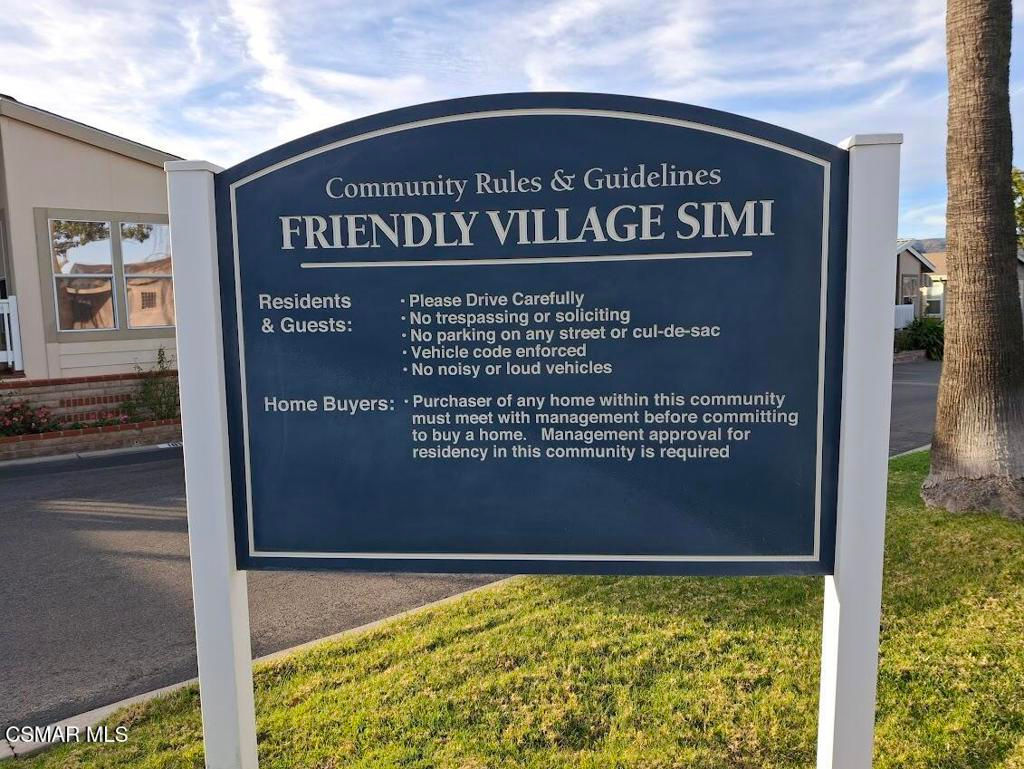 Community Rules & Guidelines
FRIENDLY VILLAGE SIMI
Residents
& Guests:
• Please Drive Carefully
• No trespassing or soliciting
• No parking on any street or cul-de-sac
• Vehicle code enforced
• No noisy or loud vehicles
Home Buyers:
• Purchaser of any home within this community
must meet with management before committing
to buy a home. Management approval for
residency in this community is required
CSMAR MLS